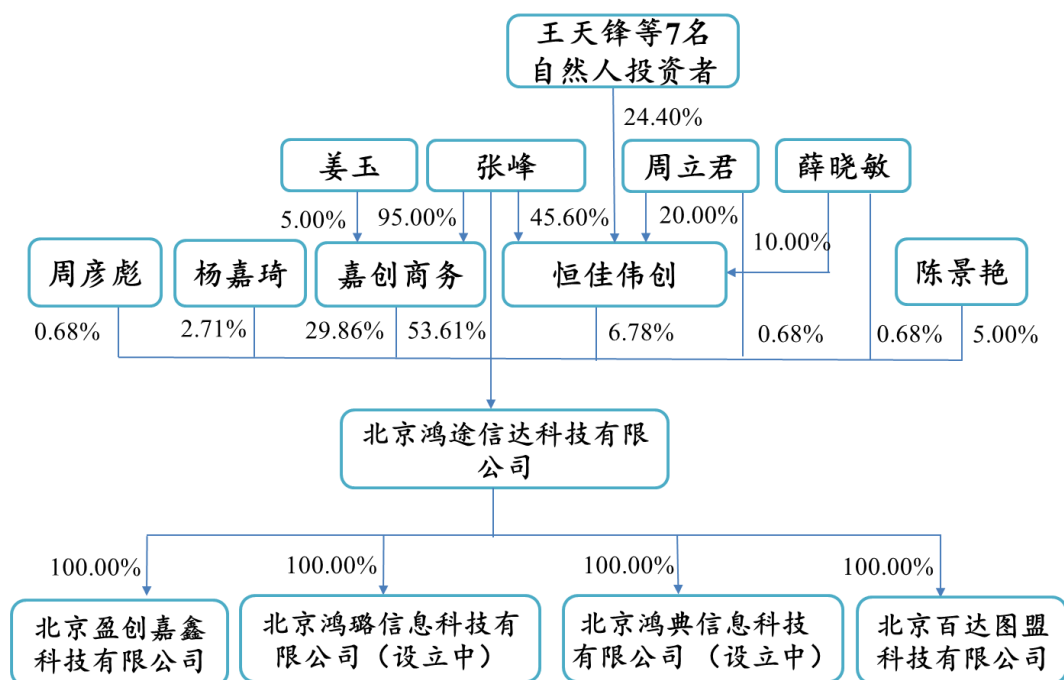 王天锋等7名
自然人投资者
24.40%
姜玉
张峰
周立君
薛晓敏
5.00%
95.00%
45.60%
20.00%
10.00%
周彦彪
杨嘉琦
嘉创商务
恒佳伟创
陈景艳
0.68%
2.71%
29.86%
53.61%
6.78%
0.68%
0.68%
5.00%
北京鸿途信达科技有限
公司
100.00%
100.00%
100.00%
100.00%
北京盈创嘉鑫
科技有限公司
北京鸿璐信息科技有
限公司（设立中）
北京鸿典信息科技
有限公司 （设立中）
北京百达图盟
科技有限公司